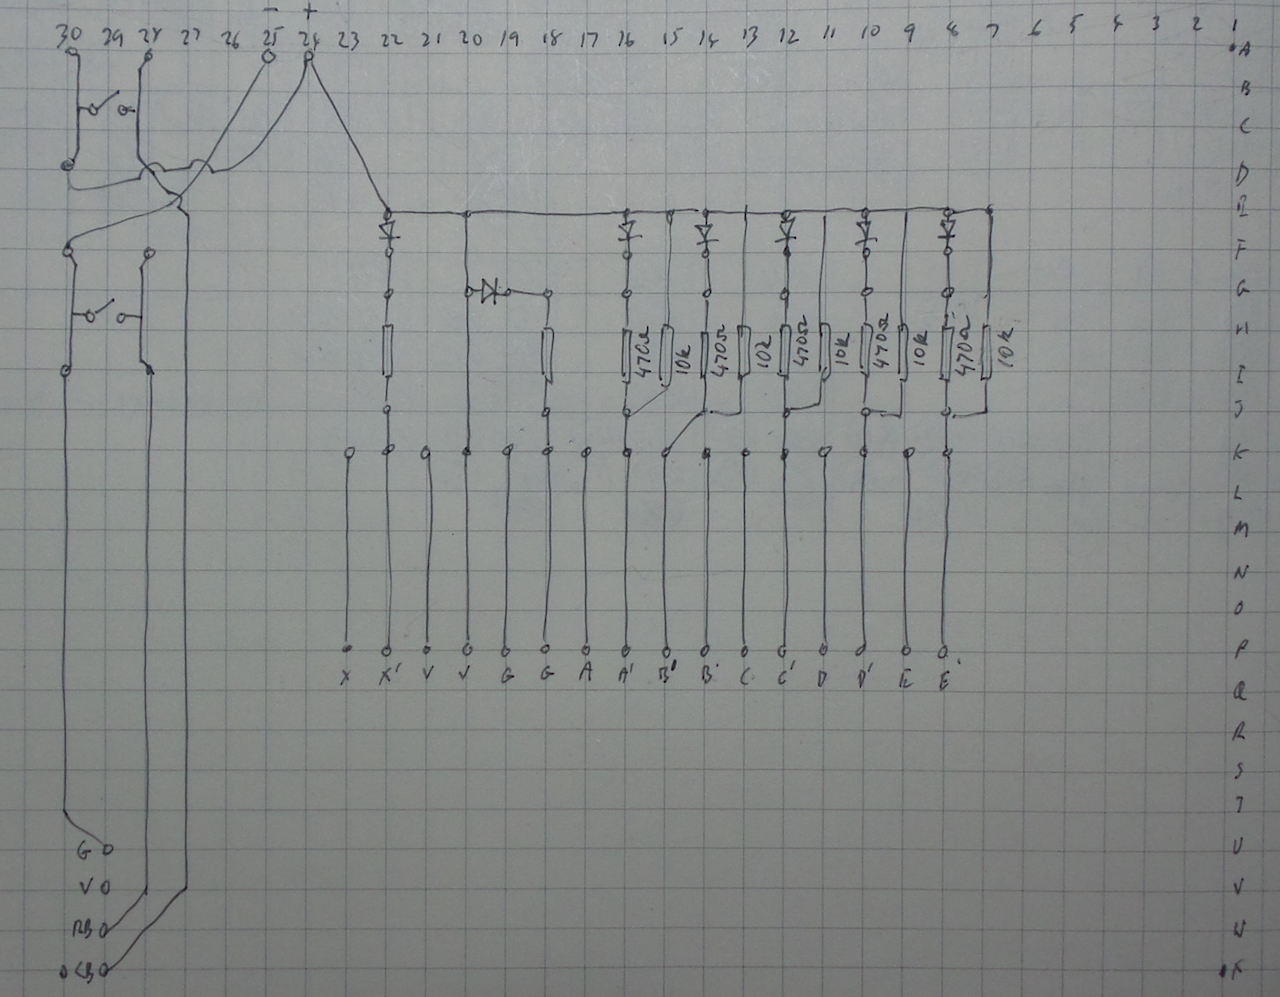 - +
30 29 28 27 26 25 24 23 22 21 20 19 18 17 16 15 14 13 12 11 10 9 8 7 6 5 4 3 2 1
A
B
C
D
E
F
G
H
470Ω 10k 470Ω 10k 470Ω 10k 470Ω 10k 470Ω 10k
I
J
K
L
M
N
O
P
X X' V V G G A A' B' B C C' D D' E E'
Q
R
S
T
G U
V V
RB W
CB X